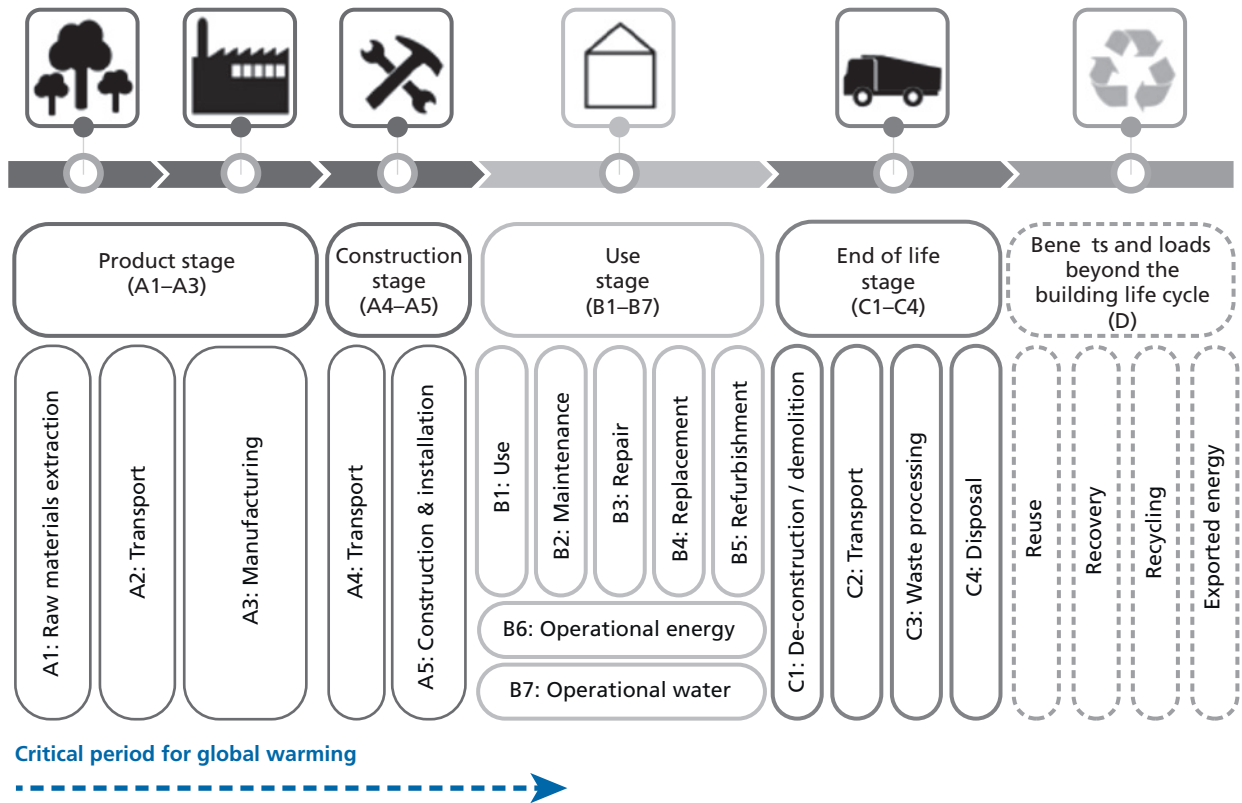 Product stage
(A1–A3)
Construction
stage
(A4–A5)
Use
stage
(B1–B7)
End of life
stage
(C1–C4)
Bene ts and loads
beyond the
building life cycle
(D)
A1: Raw materials extraction
A2: Transport
A3: Manufacturing
A4: Transport
A5: Construction & installation
B1: Use
B2: Maintenance
B3: Repair
B4: Replacement
B5: Refurbishment
B6: Operational energy
B7: Operational water
C1: De-construction / demolition
C2: Transport
C3: Waste processing
C4: Disposal
Reuse
Recovery
Recycling
Exported energy
Critical period for global warming